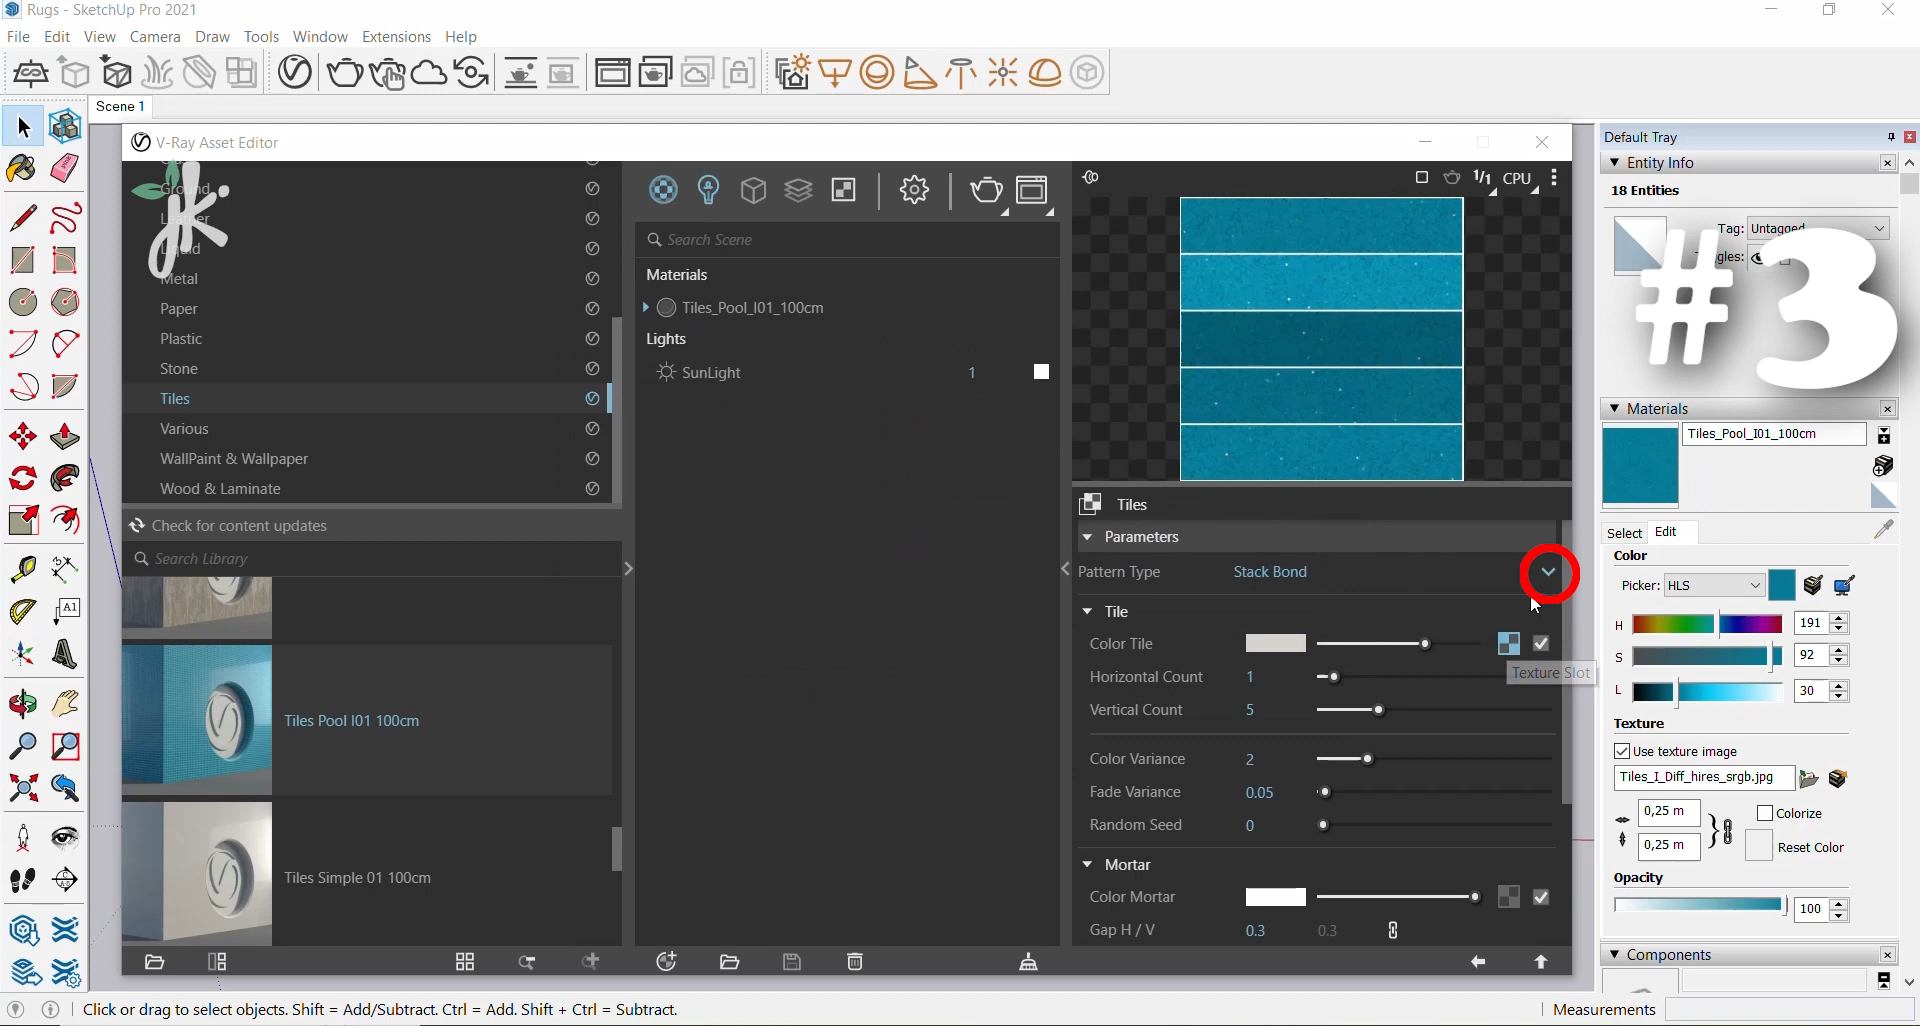 Rugs - SketchUp Pro 2021
File Edit View Camera Draw Tools Window Extensions Help
Scene 1
V-Ray Asset Editor
jk
Ground
Leather
Liquid
Metal
Paper
Plastic
Stone
Tiles
Various
WallPaint & Wallpaper
Wood & Laminate
Check for content updates
Search Library
Tiles Pool I01 100cm
Tiles Simple 01 100cm
Search Scene
Materials
Tiles_Pool_I01_100cm
Lights
SunLight 1
1/1 CPU
Tiles
Parameters
Pattern Type Stack Bond
Tile
Color Tile
Texture Slot
Horizontal Count 1
Vertical Count 5
Color Variance 2
Fade Variance 0.05
Random Seed 0
Mortar
Color Mortar
Gap H / V 0.3 0.3
Default Tray
Entity Info
18 Entities
Tag: Untagged
#3
Materials
Tiles_Pool_I01_100cm
Select Edit
Color
Picker: HLS
H 191
S 92
L 30
Texture
Use texture image
Tiles_I_Diff_hires_srgb.jpg
0,25 m
0,25 m
Colorize
Reset Color
Opacity
100
Components
A1
Click or drag to select objects. Shift = Add/Subtract. Ctrl = Add. Shift + Ctrl = Subtract.
Measurements